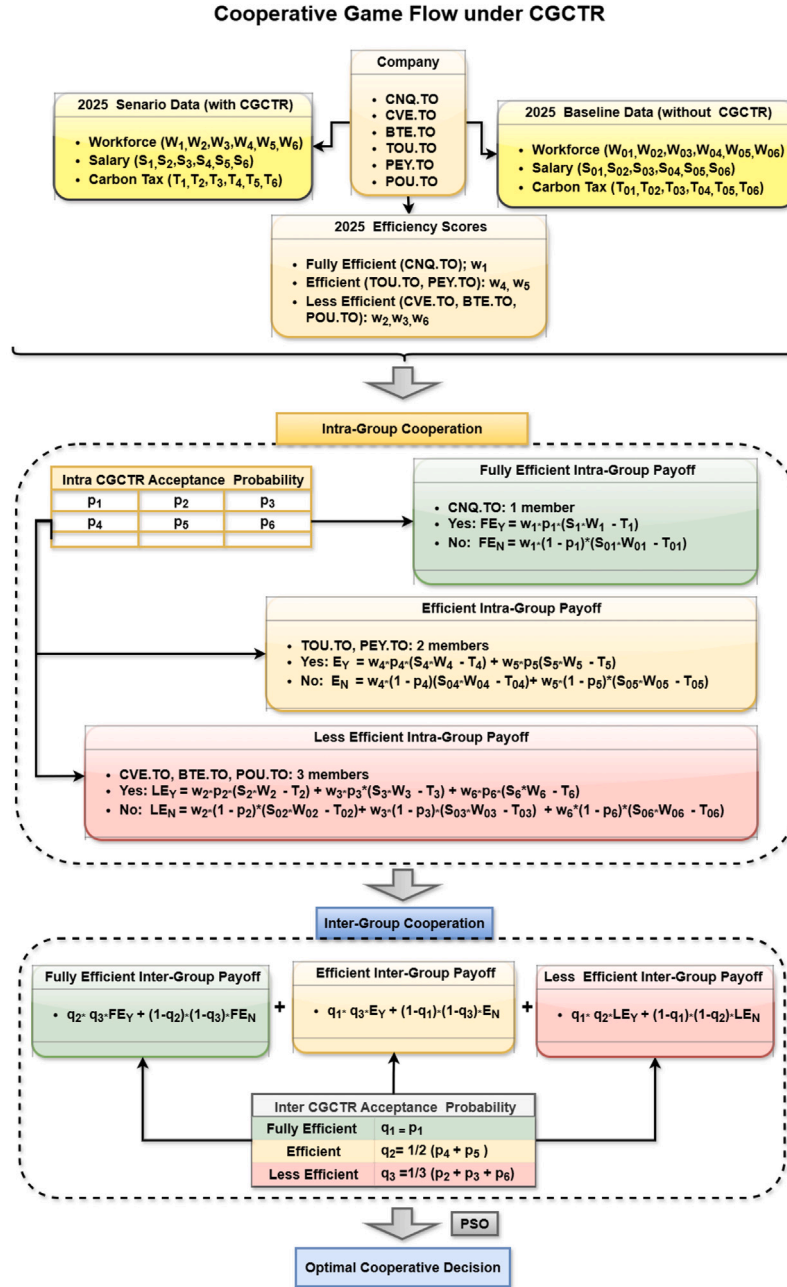 Cooperative Game Flow under CGCTR
Company
• CNQ.TO
• CVE.TO
• BTE.TO
• TOU.TO
• PEY.TO
• POU.TO
2025 Senario Data (with CGCTR)
• Workforce (W₁,W₂,W₃,W₄,W₅,W₆)
• Salary (S₁,S₂,S₃,S₄,S₅,S₆)
• Carbon Tax (T₁,T₂,T₃,T₄,T₅,T₆)
2025 Baseline Data (without CGCTR)
• Workforce (W₀₁,W₀₂,W₀₃,W₀₄,W₀₅,W₀₆)
• Salary (S₀₁,S₀₂,S₀₃,S₀₄,S₀₅,S₀₆)
• Carbon Tax (T₀₁,T₀₂,T₀₃,T₀₄,T₀₅,T₀₆)
2025 Efficiency Scores
• Fully Efficient (CNQ.TO); w₁
• Efficient (TOU.TO, PEY.TO): w₄, w₅
• Less Efficient (CVE.TO, BTE.TO,
POU.TO): w₂,w₃,w₆
Intra-Group Cooperation
Intra CGCTR Acceptance Probability
p₁ p₂ p₃
p₄ p₅ p₆
Fully Efficient Intra-Group Payoff
• CNQ.TO: 1 member
• Yes: FE_Y = w₁*p₁*(S₁*W₁ - T₁)
• No: FE_N = w₁*(1 - p₁)*(S₀₁*W₀₁ - T₀₁)
Efficient Intra-Group Payoff
• TOU.TO, PEY.TO: 2 members
• Yes: E_Y = w₄*p₄*(S₄*W₄ - T₄) + w₅*p₅(S₅*W₅ - T₅)
• No: E_N = w₄*(1 - p₄)(S₀₄*W₀₄ - T₀₄)+ w₅*(1 - p₅)*(S₀₅*W₀₅ - T₀₅)
Less Efficient Intra-Group Payoff
• CVE.TO, BTE.TO, POU.TO: 3 members
• Yes: LE_Y = w₂*p₂*(S₂*W₂ - T₂) + w₃*p₃*(S₃*W₃ - T₃) + w₆*p₆*(S₆*W₆ - T₆)
• No: LE_N = w₂*(1 - p₂)*(S₀₂*W₀₂ - T₀₂)+ w₃*(1 - p₃)*(S₀₃*W₀₃ - T₀₃) + w₆*(1 - p₆)*(S₀₆*W₀₆ - T₀₆)
Inter-Group Cooperation
Fully Efficient Inter-Group Payoff
• q₂* q₃*FE_Y + (1-q₂)*(1-q₃)*FE_N
+
Efficient Inter-Group Payoff
• q₁* q₃*E_Y + (1-q₁)*(1-q₃)*E_N
+
Less Efficient Inter-Group Payoff
• q₁* q₂*LE_Y + (1-q₁)*(1-q₂)*LE_N
Inter CGCTR Acceptance Probability
Fully Efficient q₁ = p₁
Efficient q₂= 1/2 (p₄ + p₅ )
Less Efficient q₃ =1/3 (p₂ + p₃ + p₆)
PSO
Optimal Cooperative Decision